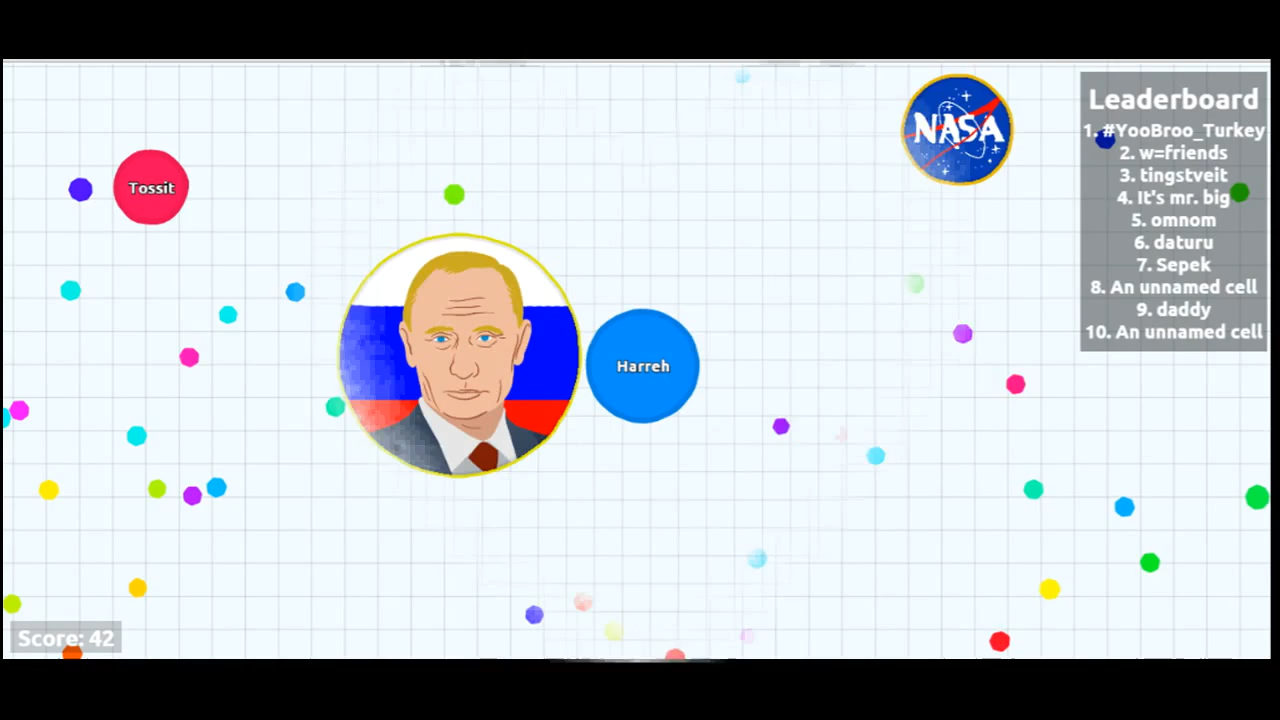 NASA
Leaderboard
1. #YooBroo_Turkey
2. w=friends
3. tingstveit
4. It's mr. big
5. omnom
6. daturu
7. Sepek
8. An unnamed cell
9. daddy
10. An unnamed cell
Tossit
Harreh
Score: 42